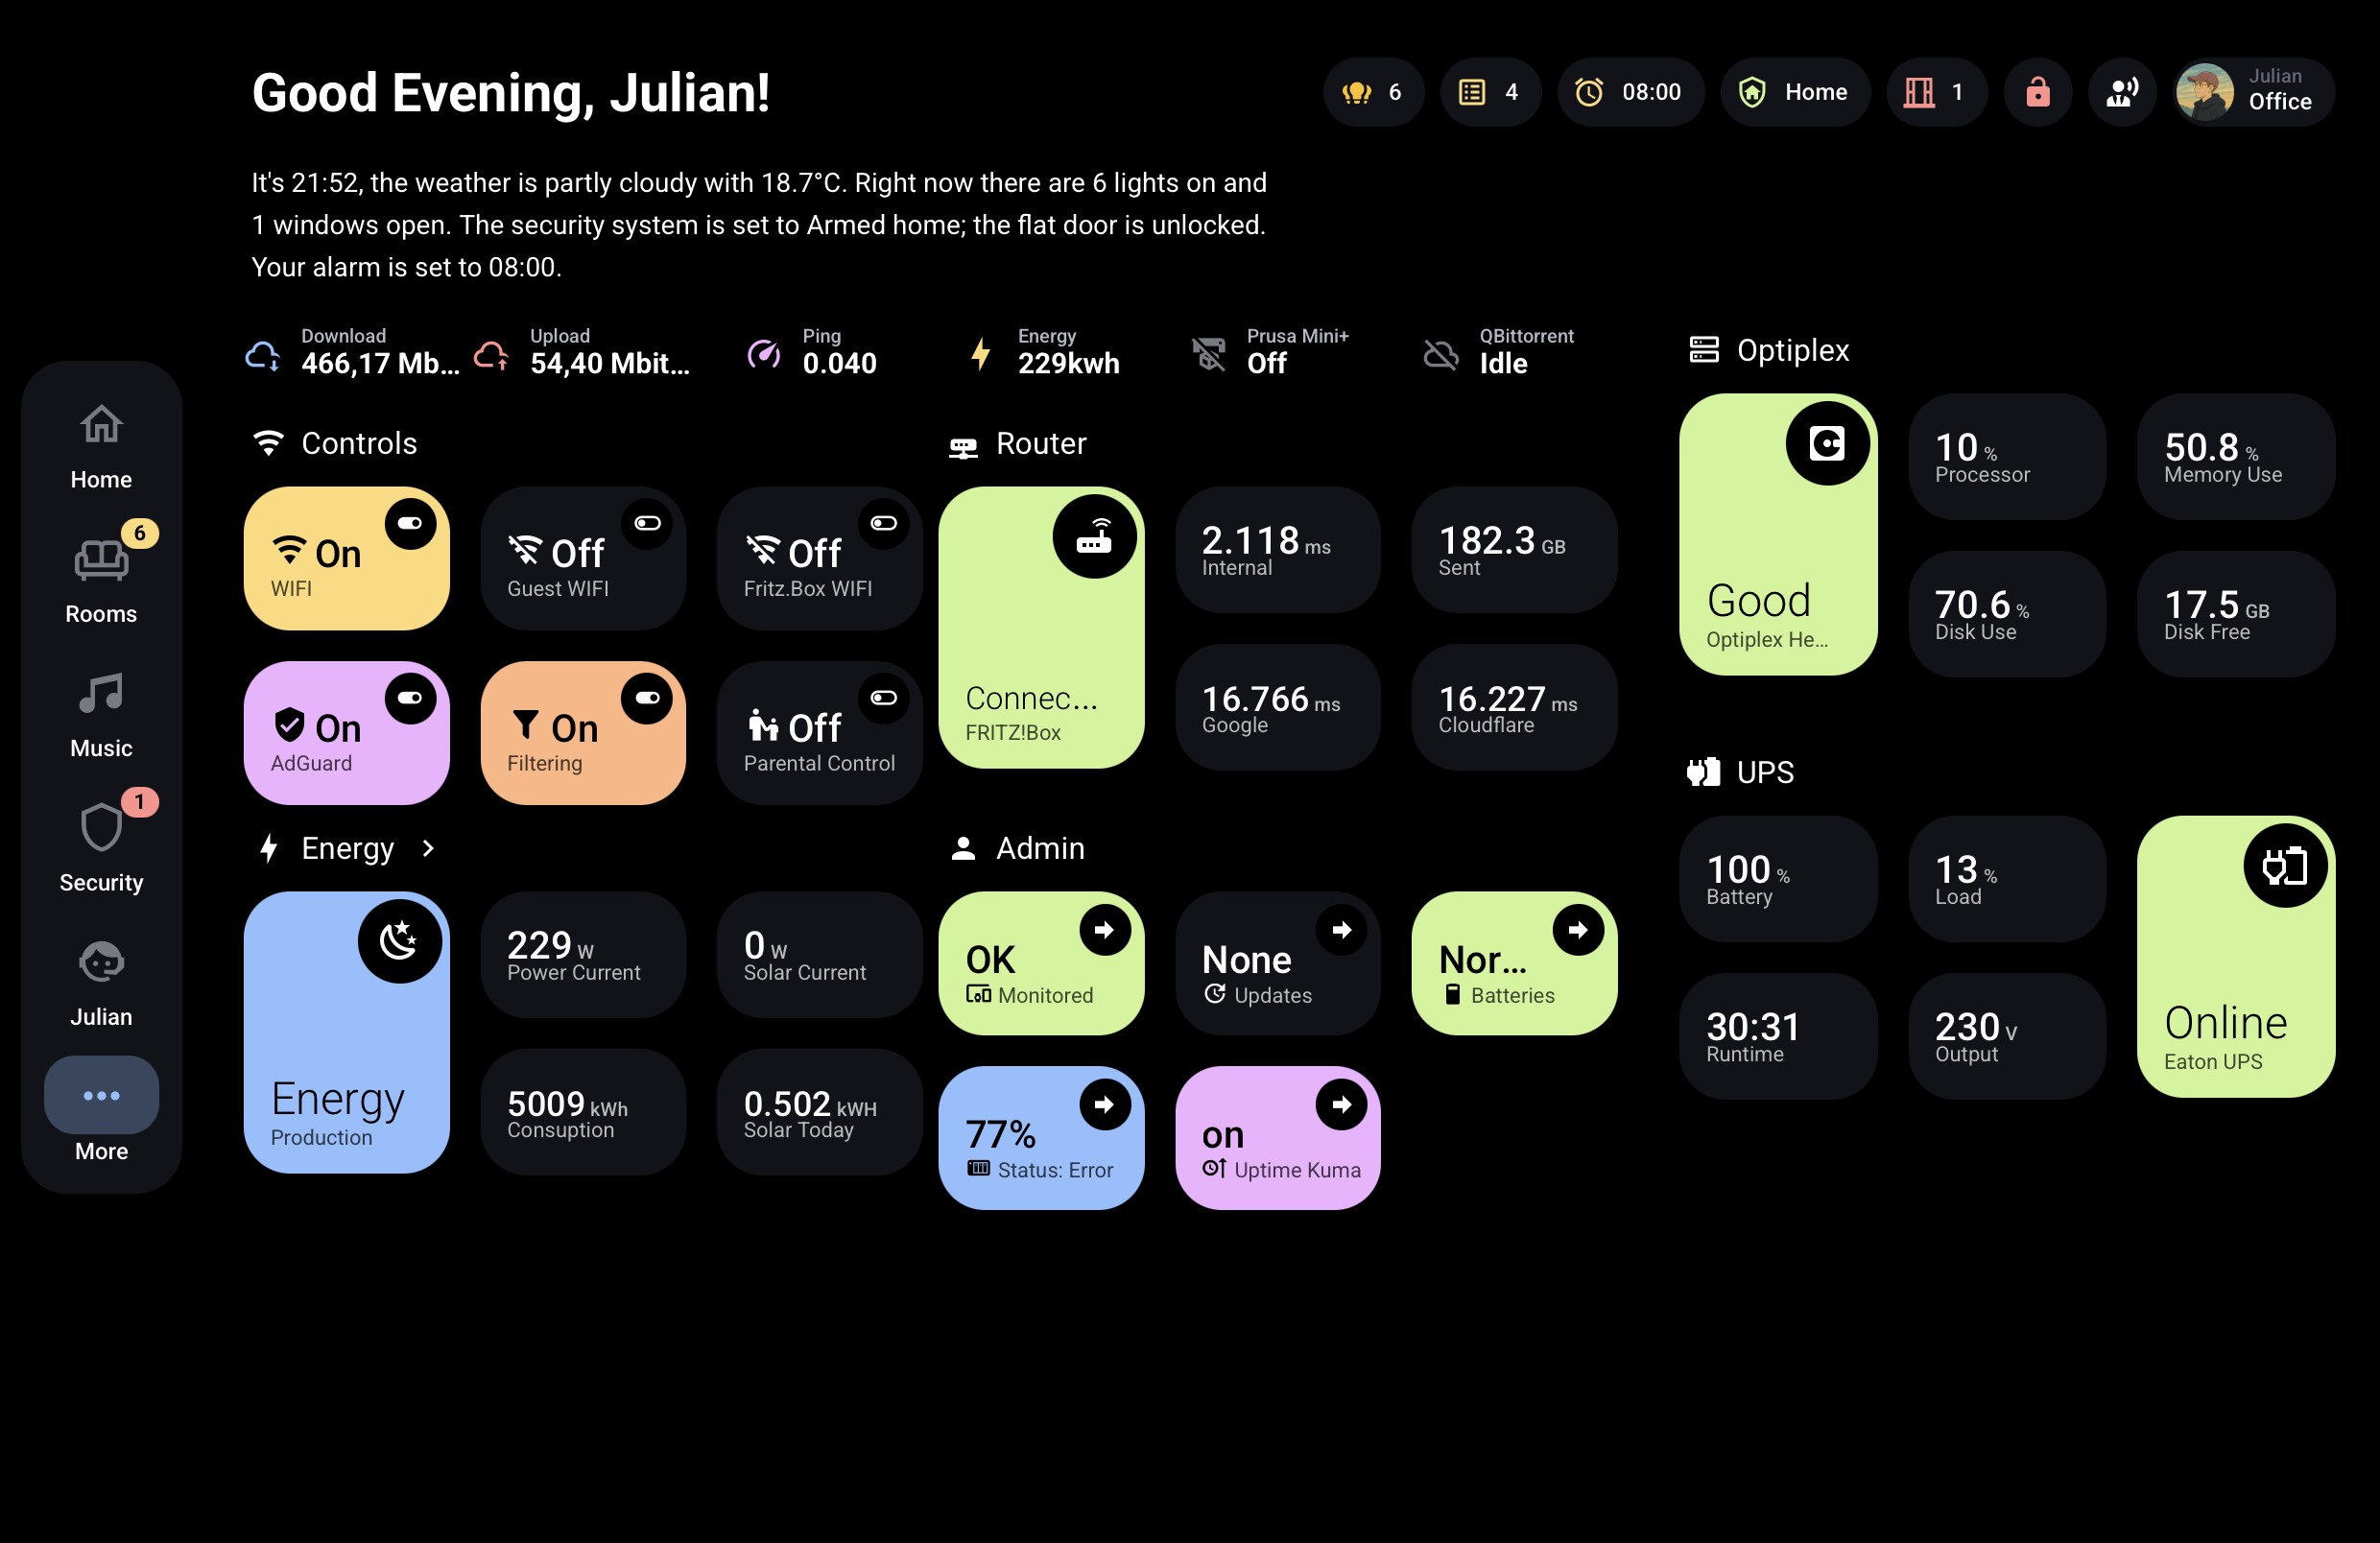 Good Evening, Julian!
6
4
08:00
Home
1
Julian
Office
It's 21:52, the weather is partly cloudy with 18.7°C. Right now there are 6 lights on and
1 windows open. The security system is set to Armed home; the flat door is unlocked.
Your alarm is set to 08:00.
Download
466,17 Mb...
Upload
54,40 Mbit...
Ping
0.040
Energy
229kwh
Prusa Mini+
Off
QBittorrent
Idle
Home
6
Rooms
Music
1
Security
Julian
More
Controls
On
WIFI
Off
Guest WIFI
Off
Fritz.Box WIFI
On
AdGuard
On
Filtering
Off
Parental Control
Router
Connec...
FRITZ!Box
2.118 ms
Internal
182.3 GB
Sent
16.766 ms
Google
16.227 ms
Cloudflare
Optiplex
Good
Optiplex He...
10 %
Processor
50.8 %
Memory Use
70.6 %
Disk Use
17.5 GB
Disk Free
Energy
Energy
Production
229 W
Power Current
0 W
Solar Current
5009 kWh
Consuption
0.502 kWH
Solar Today
Admin
OK
Monitored
None
Updates
Nor...
Batteries
77%
Status: Error
on
Uptime Kuma
UPS
100 %
Battery
13 %
Load
30:31
Runtime
230 V
Output
Online
Eaton UPS